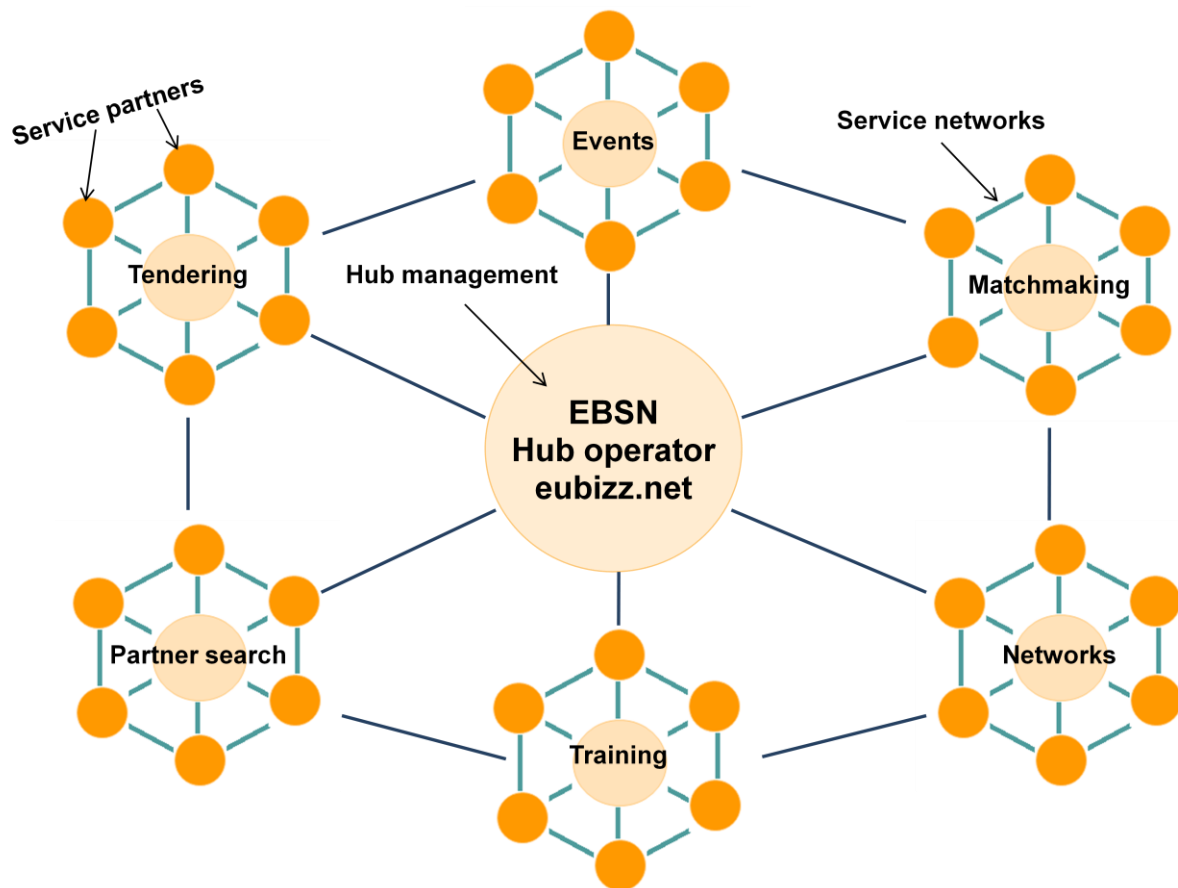 Service partners
Events
Service networks
Tendering
Hub management
Matchmaking
EBSN
Hub operator
eubizz.net
Partner search
Networks
Training